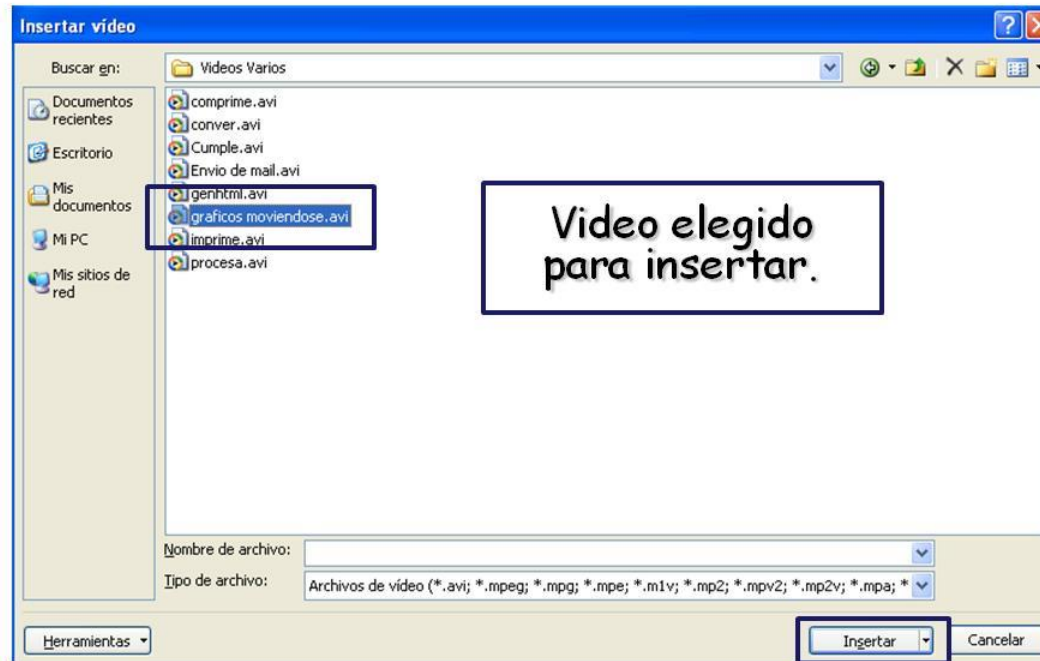 Insertar vídeo
Buscar en:
Videos Varios
Documentos
recientes
Escritorio
Mis
documentos
Mi PC
Mis sitios de
red
comprime.avi
conver.avi
Cumple.avi
Envio de mail.avi
genhtml.avi
graficos moviendose.avi
imprime.avi
procesa.avi
Video elegido
para insertar.
Nombre de archivo:
Tipo de archivo:
Archivos de vídeo (*.avi; *.mpeg; *.mpg; *.mpe; *.m1v; *.mp2; *.mpv2; *.mp2v; *.mpa; *
Herramientas
Insertar
Cancelar